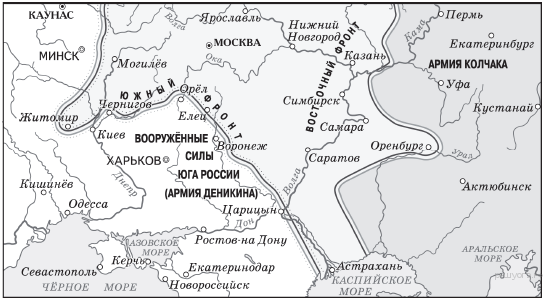 КАУНАС
Волга
Ярославль
Нижний
Новгород
Кама
Пермь
Екатеринбург
МИНСК
МОСКВА
Казань
АРМИЯ КОЛЧАКА
Могилёв
Ока
ВОСТОЧНЫЙ ФРОНТ
Уфа
ЮЖНЫЙ ФРОНТ
Орёл
Симбирск
Кустанай
Чернигов
Елец
Житомир
Самара
Киев
ВООРУЖЁННЫЕ
СИЛЫ
ЮГА РОССИИ
(АРМИЯ ДЕНИКИНА)
Воронеж
Оренбург
Урал
ХАРЬКОВ
Саратов
Кишинёв
Днепр
Волга
Актюбинск
Одесса
Царицын
Дон
АЗОВСКОЕ
МОРЕ
Ростов-на Дону
АРАЛЬСКОЕ
МОРЕ
Севастополь
Керчь
Екатеринодар
Астрахань
ЧЁРНОЕ МОРЕ
Новороссийск
КАСПИЙСКОЕ
МОРЕ